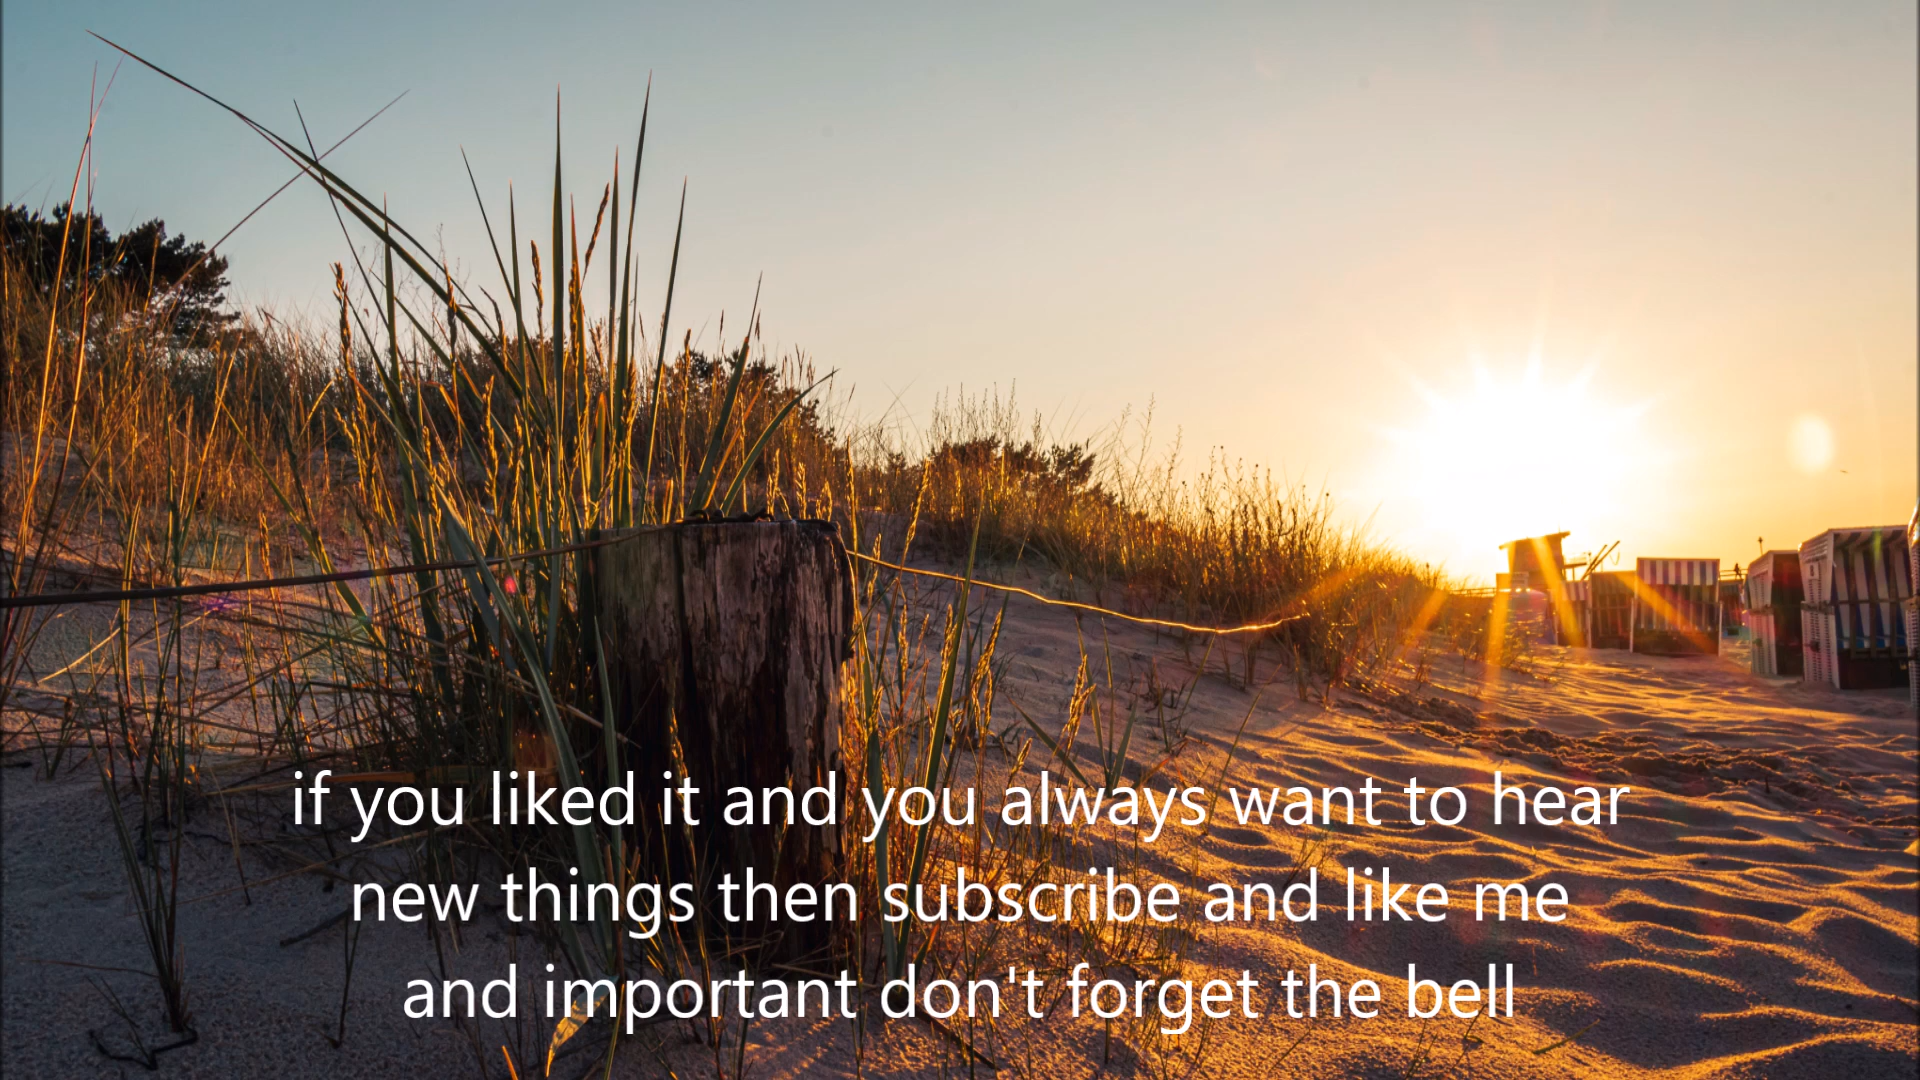 if you liked it and you always want to hear
new things then subscribe and like me
and important don't forget the bell